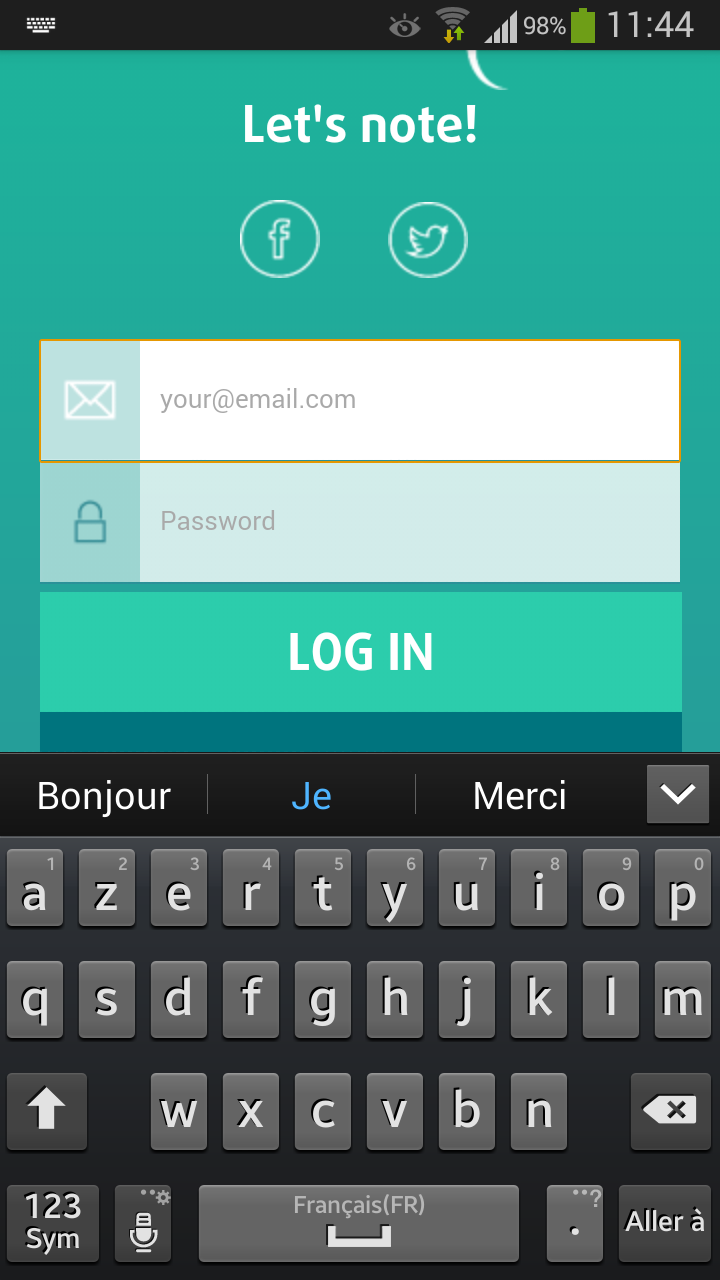 98% 11:44
Let's note!
your@email.com
Password
LOG IN
Bonjour Je Merci
1 2 3 4 5 6 7 8 9 0
a z e r t y u i o p
q s d f g h j k l m
w x c v b n
123 Français(FR) ?
Sym . Aller à